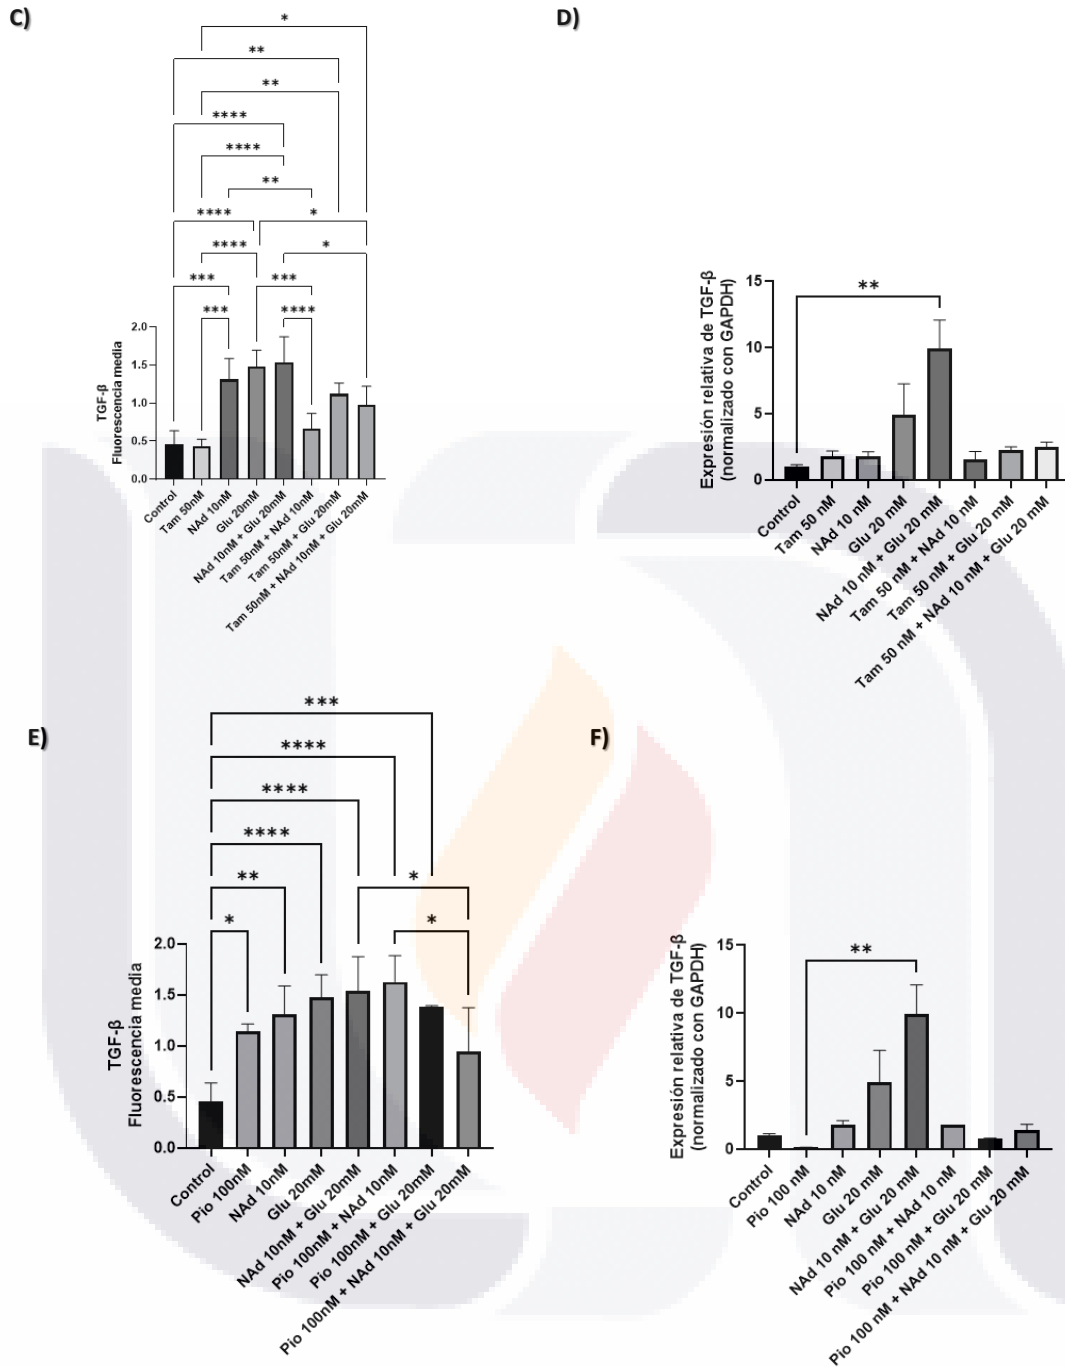 C)
*
**
**
****
****
**
****
*
****
*
***
***
***
****
TGF-β
Fluorescencia media
2.0
1.5
1.0
0.5
0.0
Control
Tam 50nM
NAd 10nM
Glu 20mM
NAd 10nM + Glu 20mM
Tam 50nM + NAd 10nM
Tam 50nM + Glu 20mM
Tam 50nM + NAd 10nM + Glu 20mM
D)
**
Expresión relativa de TGF-β
(normalizado con GAPDH)
15
10
5
0
Control
Tam 50 nM
NAd 10 nM
Glu 20 mM
NAd 10 nM + Glu 20 mM
Tam 50 nM + NAd 10 nM
Tam 50 nM + Glu 20 mM
Tam 50 nM + NAd 10 nM + Glu 20 mM
E)
***
****
****
****
**
*
*
*
TGF-β
Fluorescencia media
2.0
1.5
1.0
0.5
0.0
Control
Pio 100nM
NAd 10nM
Glu 20mM
NAd 10nM + Glu 20mM
Pio 100nM + NAd 10nM
Pio 100nM + Glu 20mM
Pio 100nM + NAd 10nM + Glu 20mM
F)
**
Expresión relativa de TGF-β
(normalizado con GAPDH)
15
10
5
0
Control
Pio 100 nM
NAd 10 nM
Glu 20 mM
NAd 10 nM + Glu 20 mM
Pio 100 nM + NAd 10 nM
Pio 100 nM + Glu 20 mM
Pio 100 nM + NAd 10 nM + Glu 20 mM